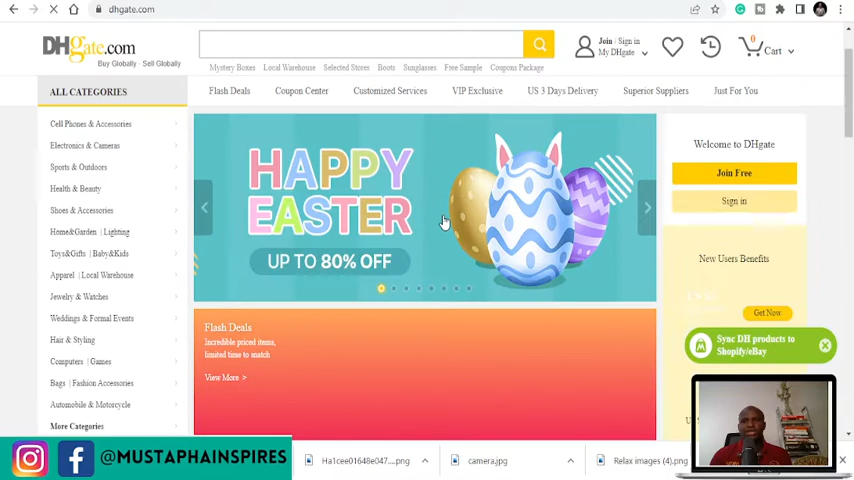 dhgate.com
DHgate.com
Buy Globally · Sell Globally
Join / Sign in
My DHgate
0
Cart
Mystery Boxes Local Warehouse Selected Stores Boots Sunglasses Free Sample Coupons Package
ALL CATEGORIES
Flash Deals Coupon Center Customized Services VIP Exclusive US 3 Days Delivery Superior Suppliers Just For You
Cell Phones & Accessories
Electronics & Cameras
Sports & Outdoors
Health & Beauty
Shoes & Accessories
Home&Garden | Lighting
Toys&Gifts | Baby&Kids
Apparel | Local Warehouse
Jewelry & Watches
Weddings & Formal Events
Hair & Styling
Computers | Games
Bags | Fashion Accessories
Automobile & Motorcycle
More Categories
HAPPY
EASTER
UP TO 80% OFF
Flash Deals
Incredible priced items,
limited time to snatch
View More >
Welcome to DHgate
Join Free
Sign in
New Users Benefits
Get Now
Sync DH products to
Shopify/eBay
@MUSTAPHAINSPIRES
Ha1cee01648e047....png
camera.jpg
Relax images (4).png